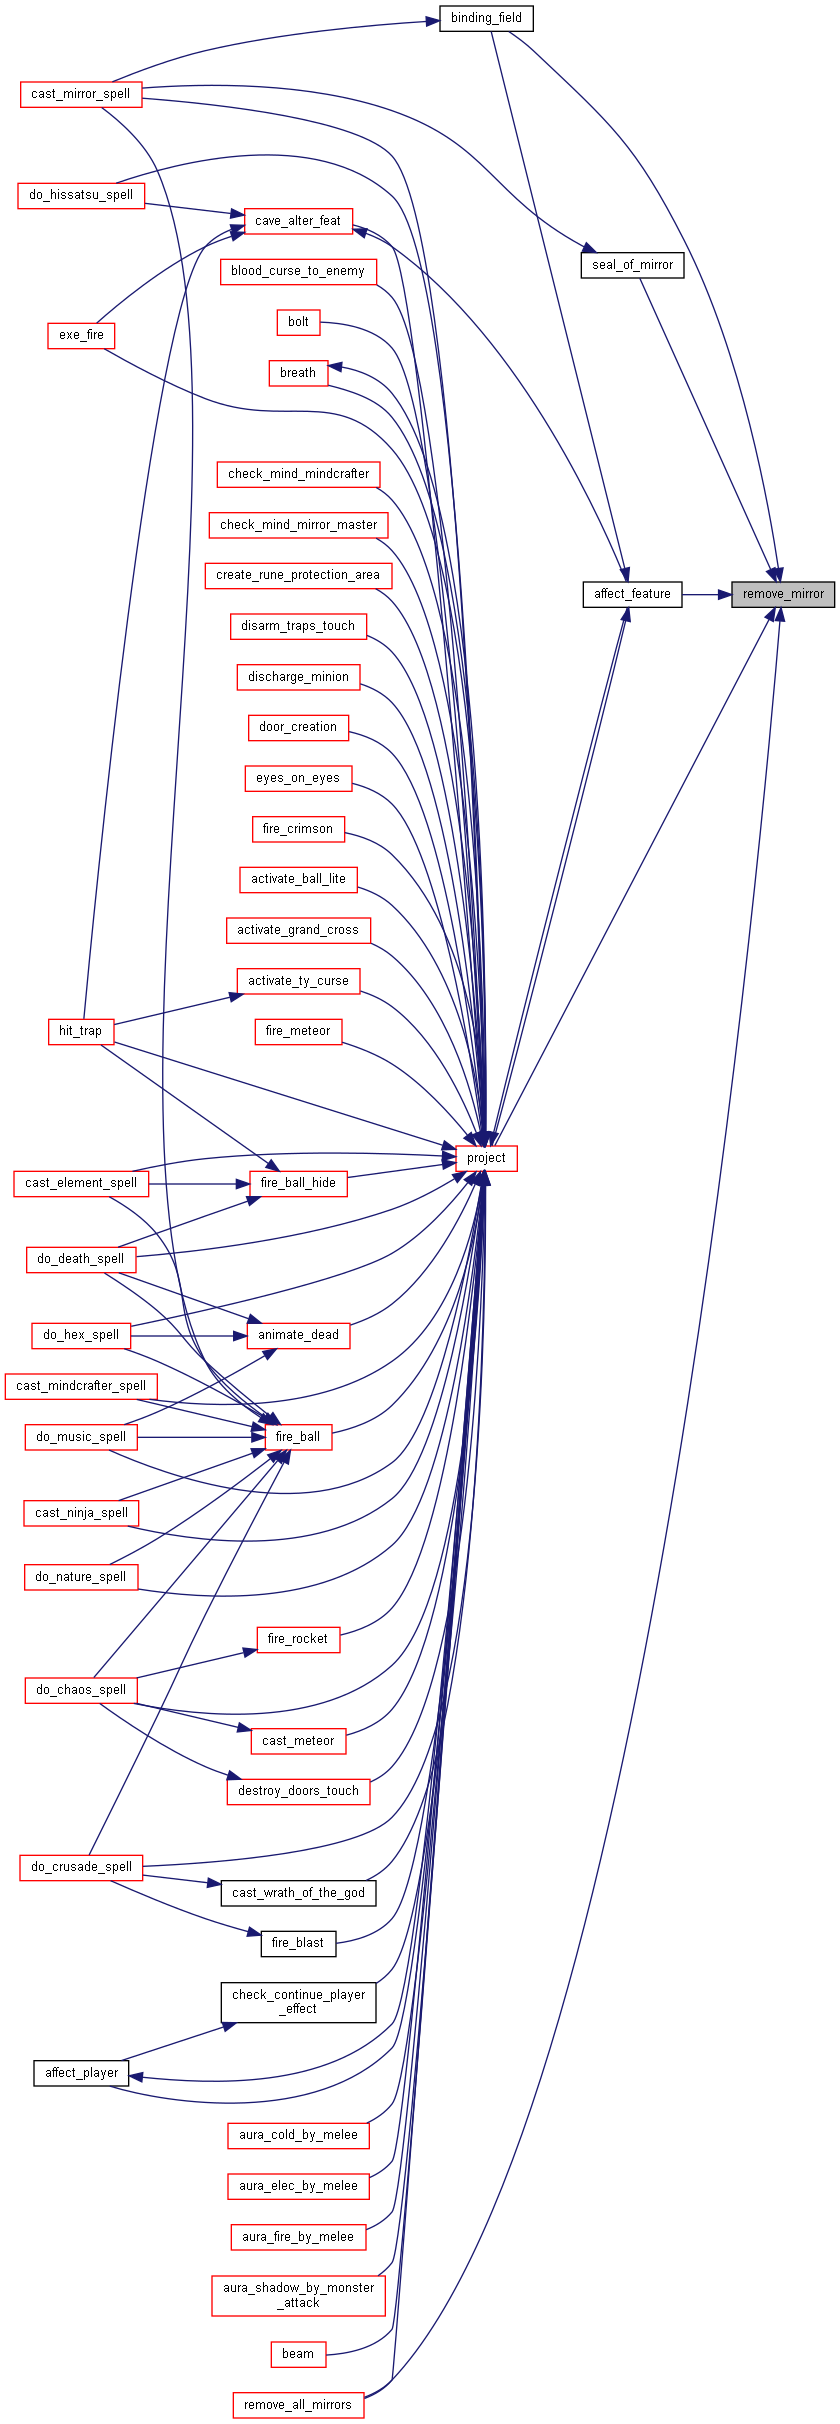 binding_field
cast_mirror_spell
do_hissatsu_spell
cave_alter_feat
seal_of_mirror
blood_curse_to_enemy
bolt
exe_fire
breath
check_mind_mindcrafter
check_mind_mirror_master
create_rune_protection_area
affect_feature
remove_mirror
disarm_traps_touch
discharge_minion
door_creation
eyes_on_eyes
fire_crimson
activate_ball_lite
activate_grand_cross
activate_ty_curse
hit_trap
fire_meteor
project
cast_element_spell
fire_ball_hide
do_death_spell
do_hex_spell
animate_dead
cast_mindcrafter_spell
do_music_spell
fire_ball
cast_ninja_spell
do_nature_spell
fire_rocket
do_chaos_spell
cast_meteor
destroy_doors_touch
do_crusade_spell
cast_wrath_of_the_god
fire_blast
check_continue_player
_effect
affect_player
aura_cold_by_melee
aura_elec_by_melee
aura_fire_by_melee
aura_shadow_by_monster
_attack
beam
remove_all_mirrors